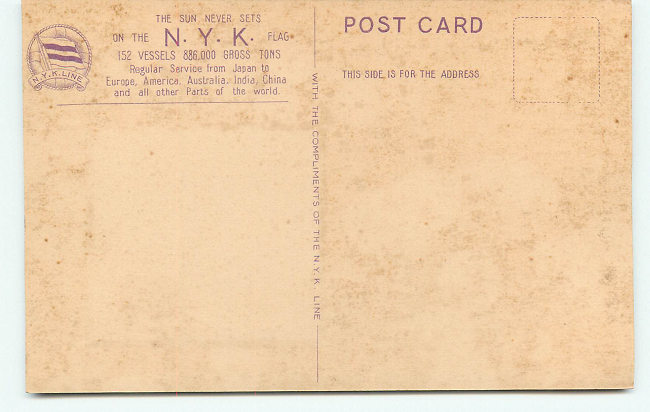 THE SUN NEVER SETS
ON THE N. Y. K. FLAG
152 VESSELS 886,000 GROSS TONS
Regular Service from Japan to
Europe, America, Australia, India, China
and all other Parts of the world.
N.Y.K. LINE
WITH THE COMPLIMENTS OF THE N.Y.K. LINE
POST CARD
THIS SIDE IS FOR THE ADDRESS